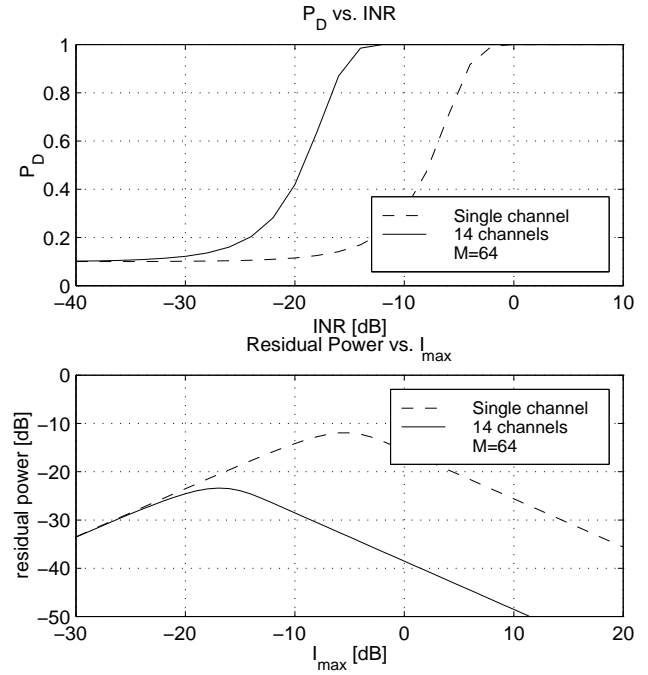 P_D vs. INR
P_D
1
0.8
0.6
0.4
0.2
0
−40 −30 −20 −10 0 10
INR [dB]
Single channel
14 channels
M=64
Residual Power vs. I_max
residual power [dB]
0
−10
−20
−30
−40
−50
−30 −20 −10 0 10 20
I_max [dB]
Single channel
14 channels
M=64